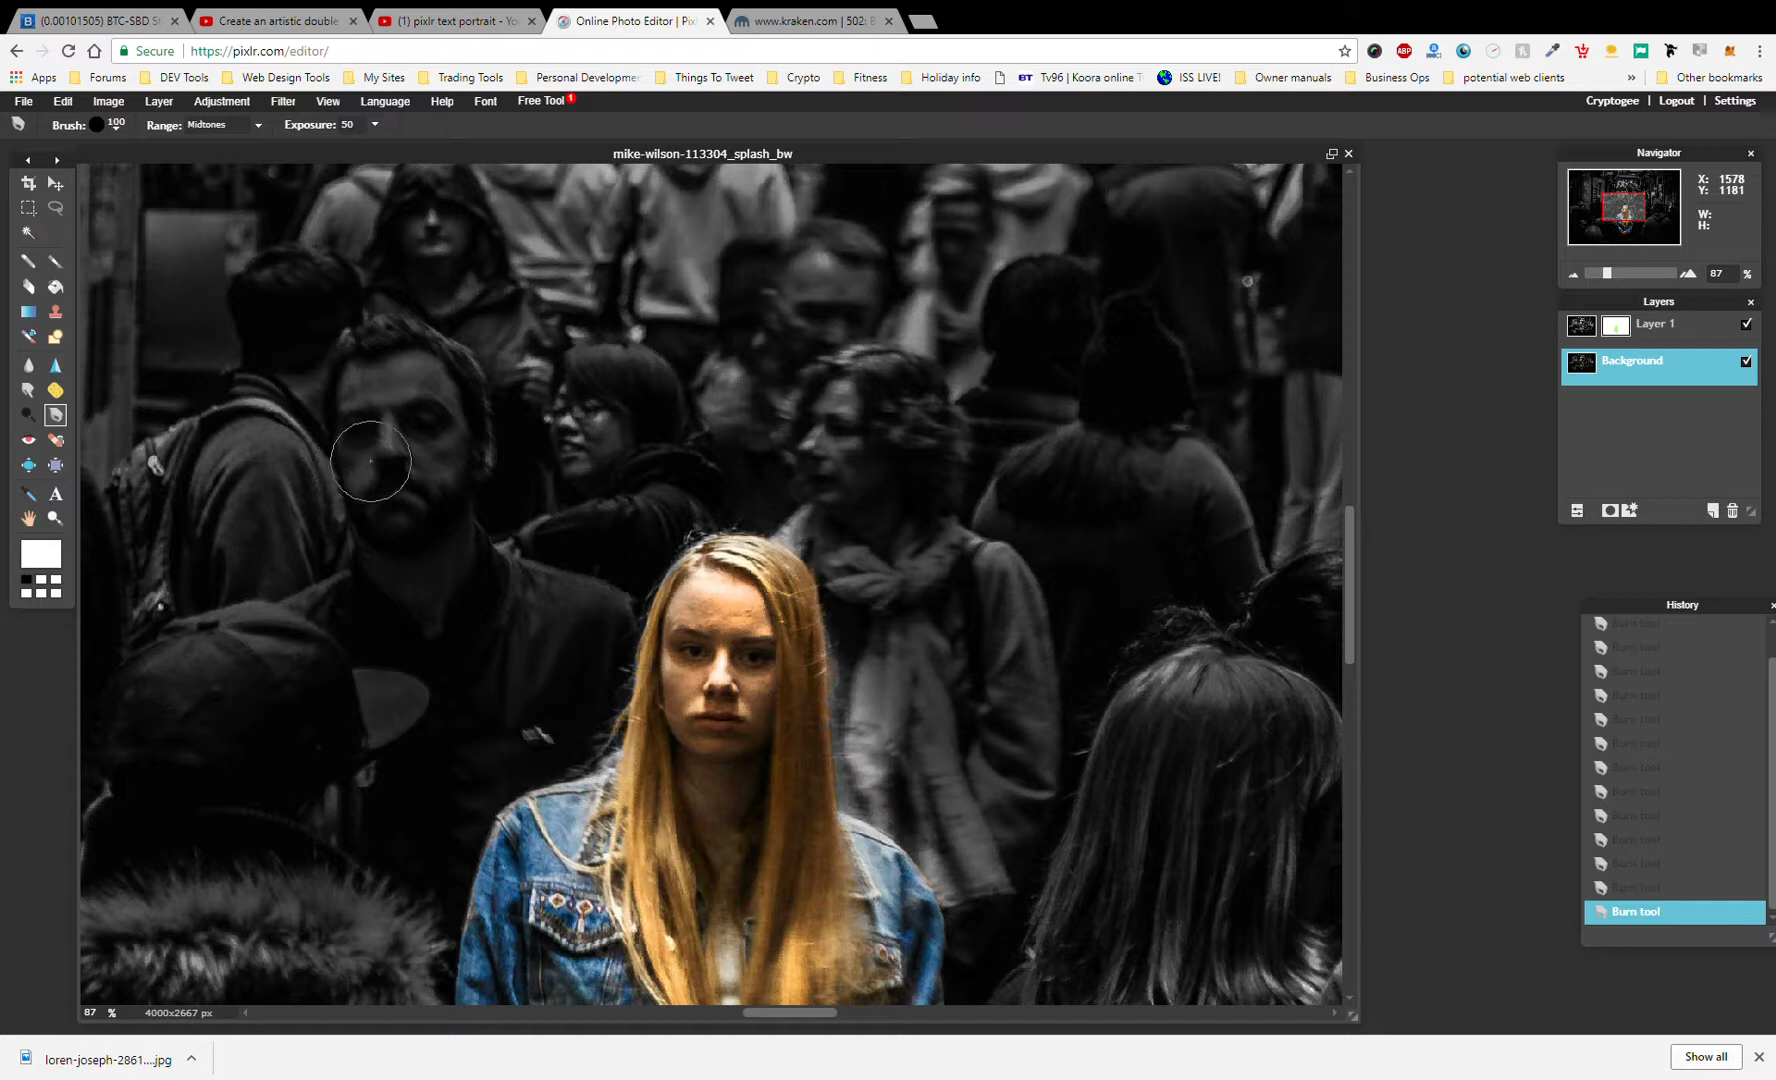 (0.00101505) BTC-SBD St
Create an artistic double
(1) pixlr text portrait - Yo
Online Photo Editor | Pix
www.kraken.com | 502: B
Secure
https://pixlr.com/editor/
ABP
Apps
Forums
DEV Tools
Web Design Tools
My Sites
Trading Tools
Personal Developmen
Things To Tweet
Crypto
Fitness
Holiday info
BT
Tv96 | Koora online T
ISS LIVE!
Owner manuals
Business Ops
potential web clients
»
Other bookmarks
File Edit Image Layer Adjustment Filter View Language Help Font Free Tool 1
Cryptogee | Logout | Settings
Brush: 100 Range: Midtones Exposure: 50
mike-wilson-113304_splash_bw
Navigator
X: 1578
Y: 1181
W:
H:
87 %
Layers
Layer 1
Background
A
History
Burn tool
Burn tool
Burn tool
Burn tool
Burn tool
Burn tool
Burn tool
Burn tool
Burn tool
Burn tool
Burn tool
Burn tool
Burn tool
87 % 4000x2667 px
loren-joseph-2861....jpg
Show all